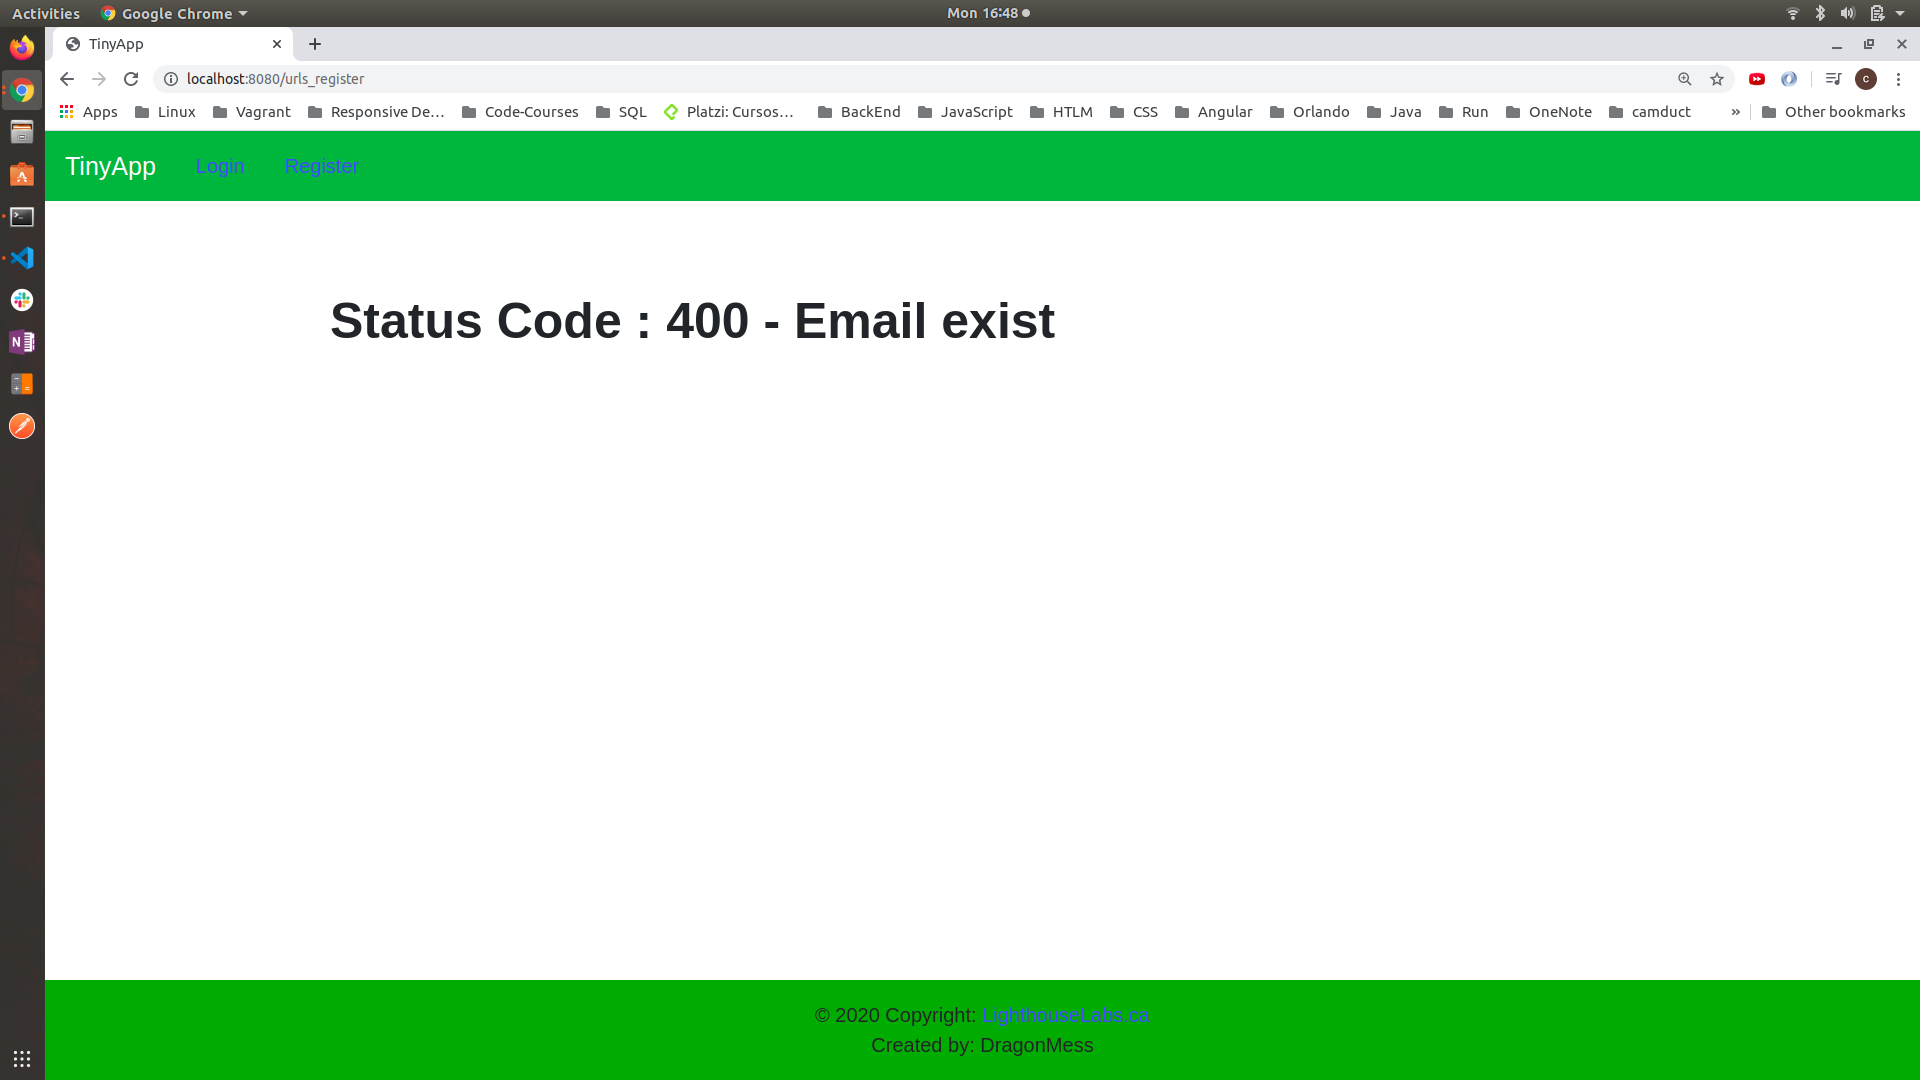 Activities Google Chrome Mon 16:48
TinyApp
localhost:8080/urls_register
Apps Linux Vagrant Responsive De… Code-Courses SQL Platzi: Cursos… BackEnd JavaScript HTLM CSS Angular Orlando Java Run OneNote camduct » Other bookmarks
TinyApp Login Register
Status Code : 400 - Email exist
© 2020 Copyright: LighthouseLabs.ca
Created by: DragonMess